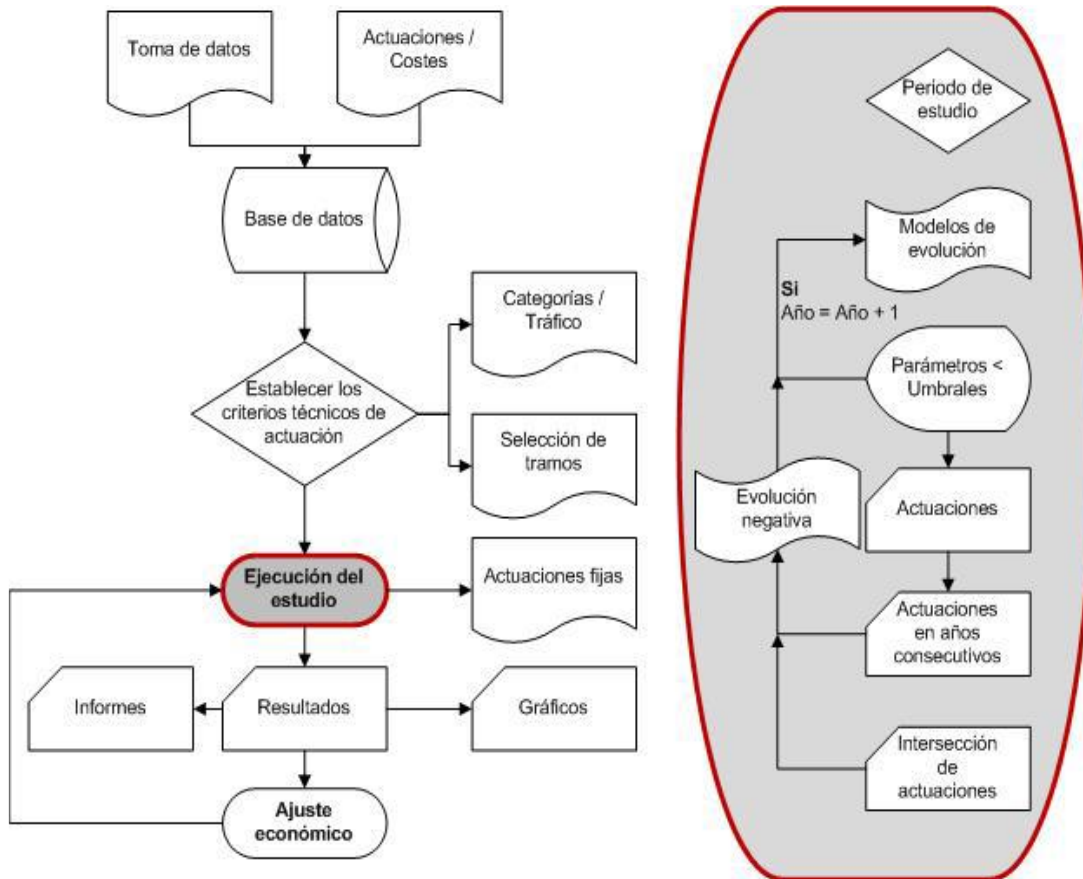 Toma de datos
Actuaciones /
Costes
Base de datos
Establecer los
criterios técnicos de
actuación
Categorías /
Tráfico
Selección de
tramos
Ejecución del
estudio
Actuaciones fijas
Informes
Resultados
Gráficos
Ajuste
económico
Periodo de
estudio
Modelos de
evolución
Si
Año = Año + 1
Parámetros <
Umbrales
Evolución
negativa
Actuaciones
Actuaciones
en años
consecutivos
Intersección
de
actuaciones